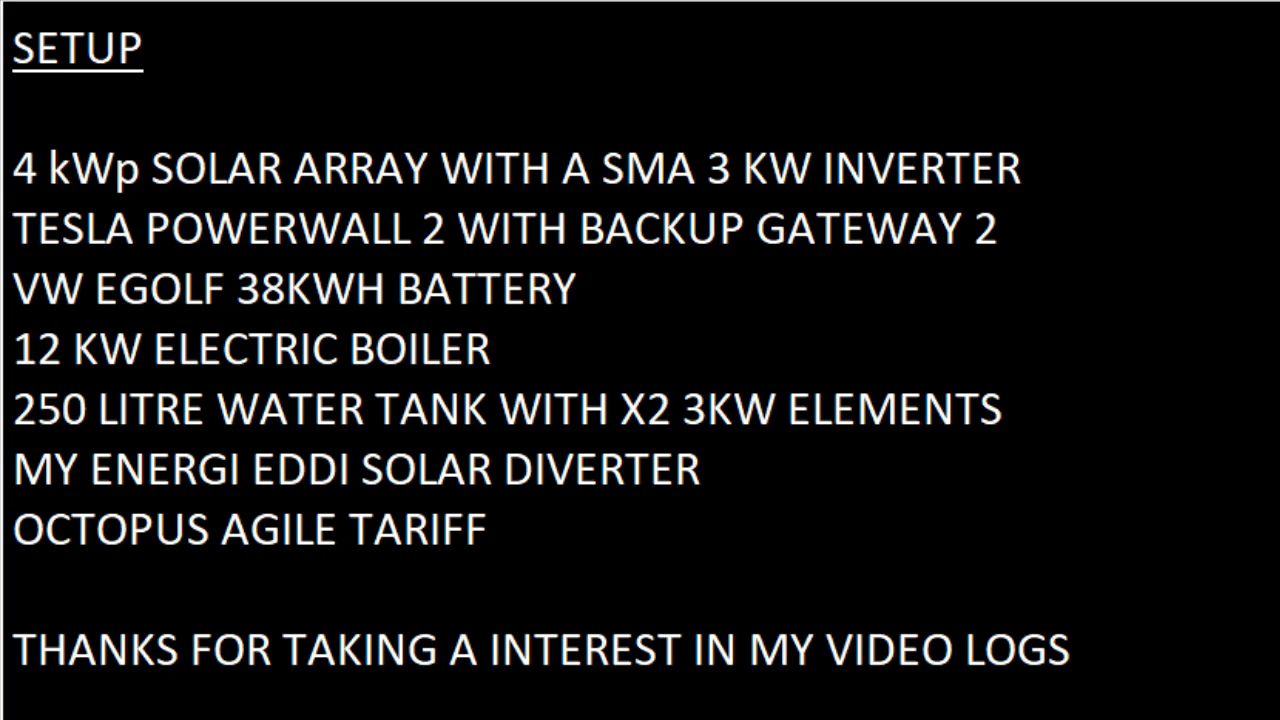 SETUP
4 kWp SOLAR ARRAY WITH A SMA 3 KW INVERTER
TESLA POWERWALL 2 WITH BACKUP GATEWAY 2
VW EGOLF 38KWH BATTERY
12 KW ELECTRIC BOILER
250 LITRE WATER TANK WITH X2 3KW ELEMENTS
MY ENERGI EDDI SOLAR DIVERTER
OCTOPUS AGILE TARIFF
THANKS FOR TAKING A INTEREST IN MY VIDEO LOGS